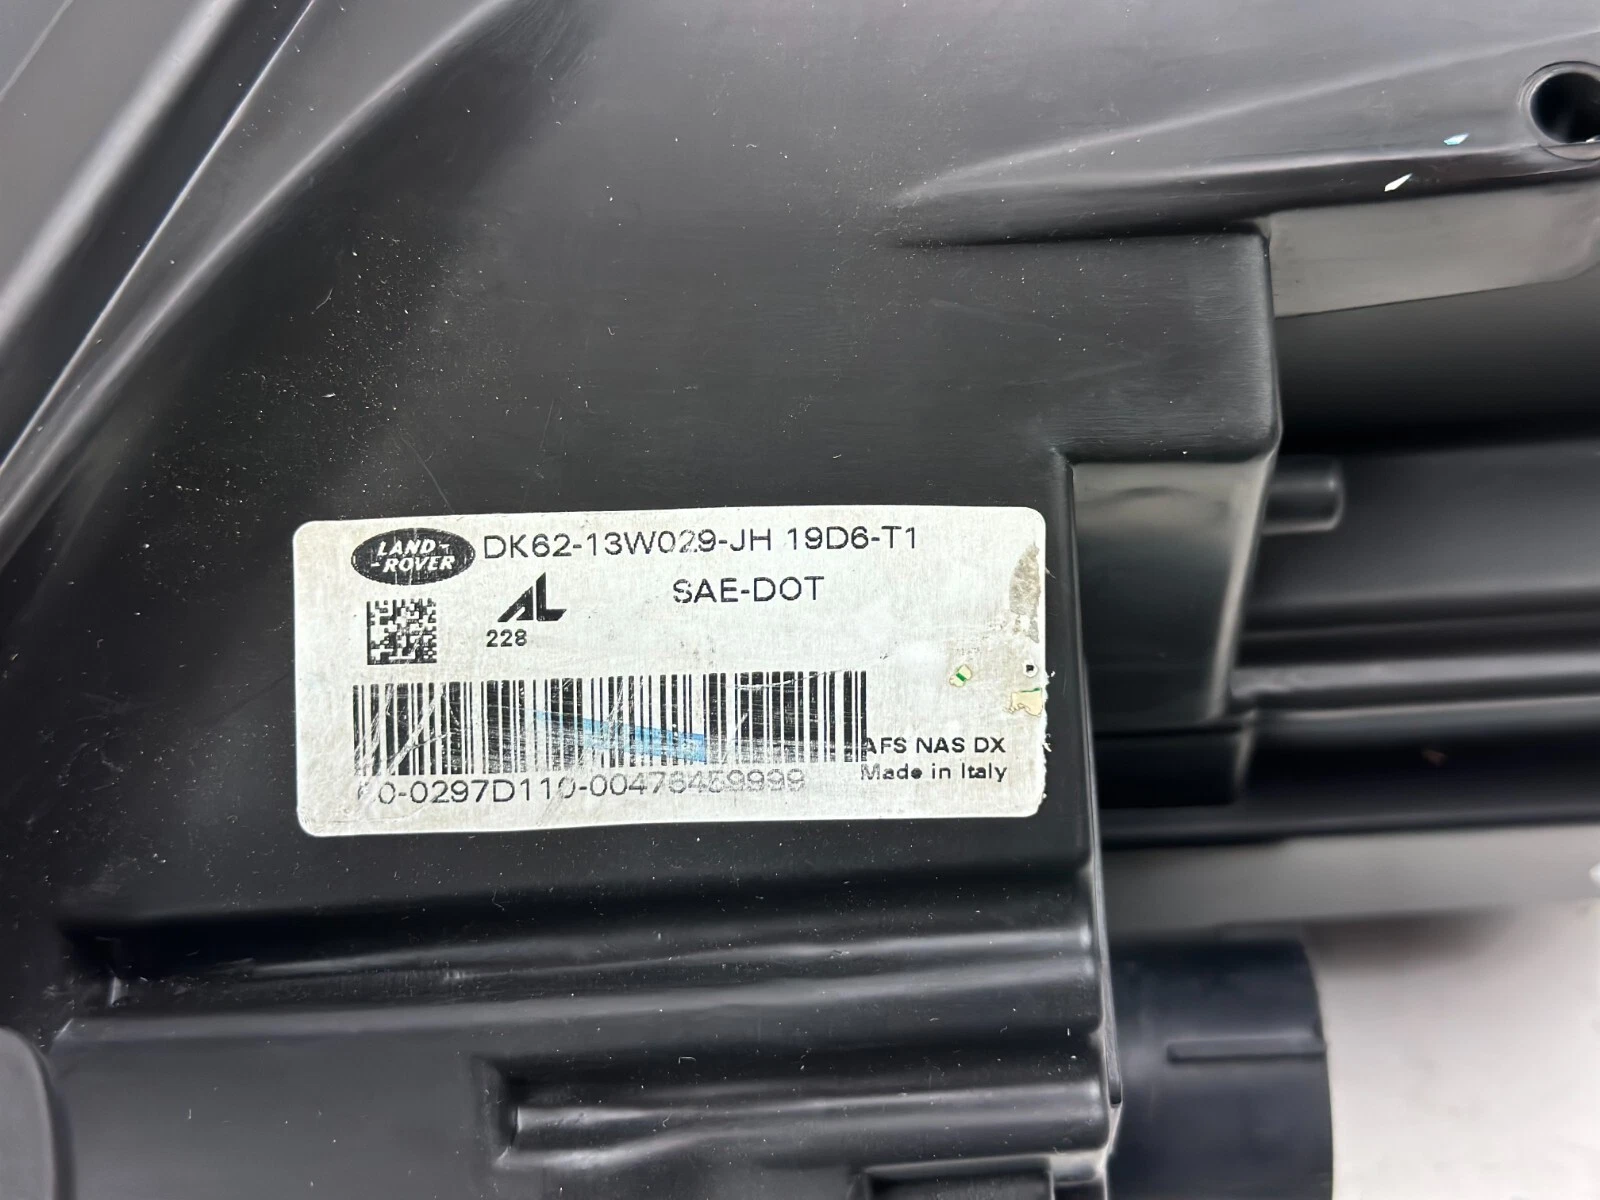 LAND-
-ROVER
DK62-13W029-JH 19D6-T1
SAE-DOT
AL
228
AFS NAS DX
Made in Italy